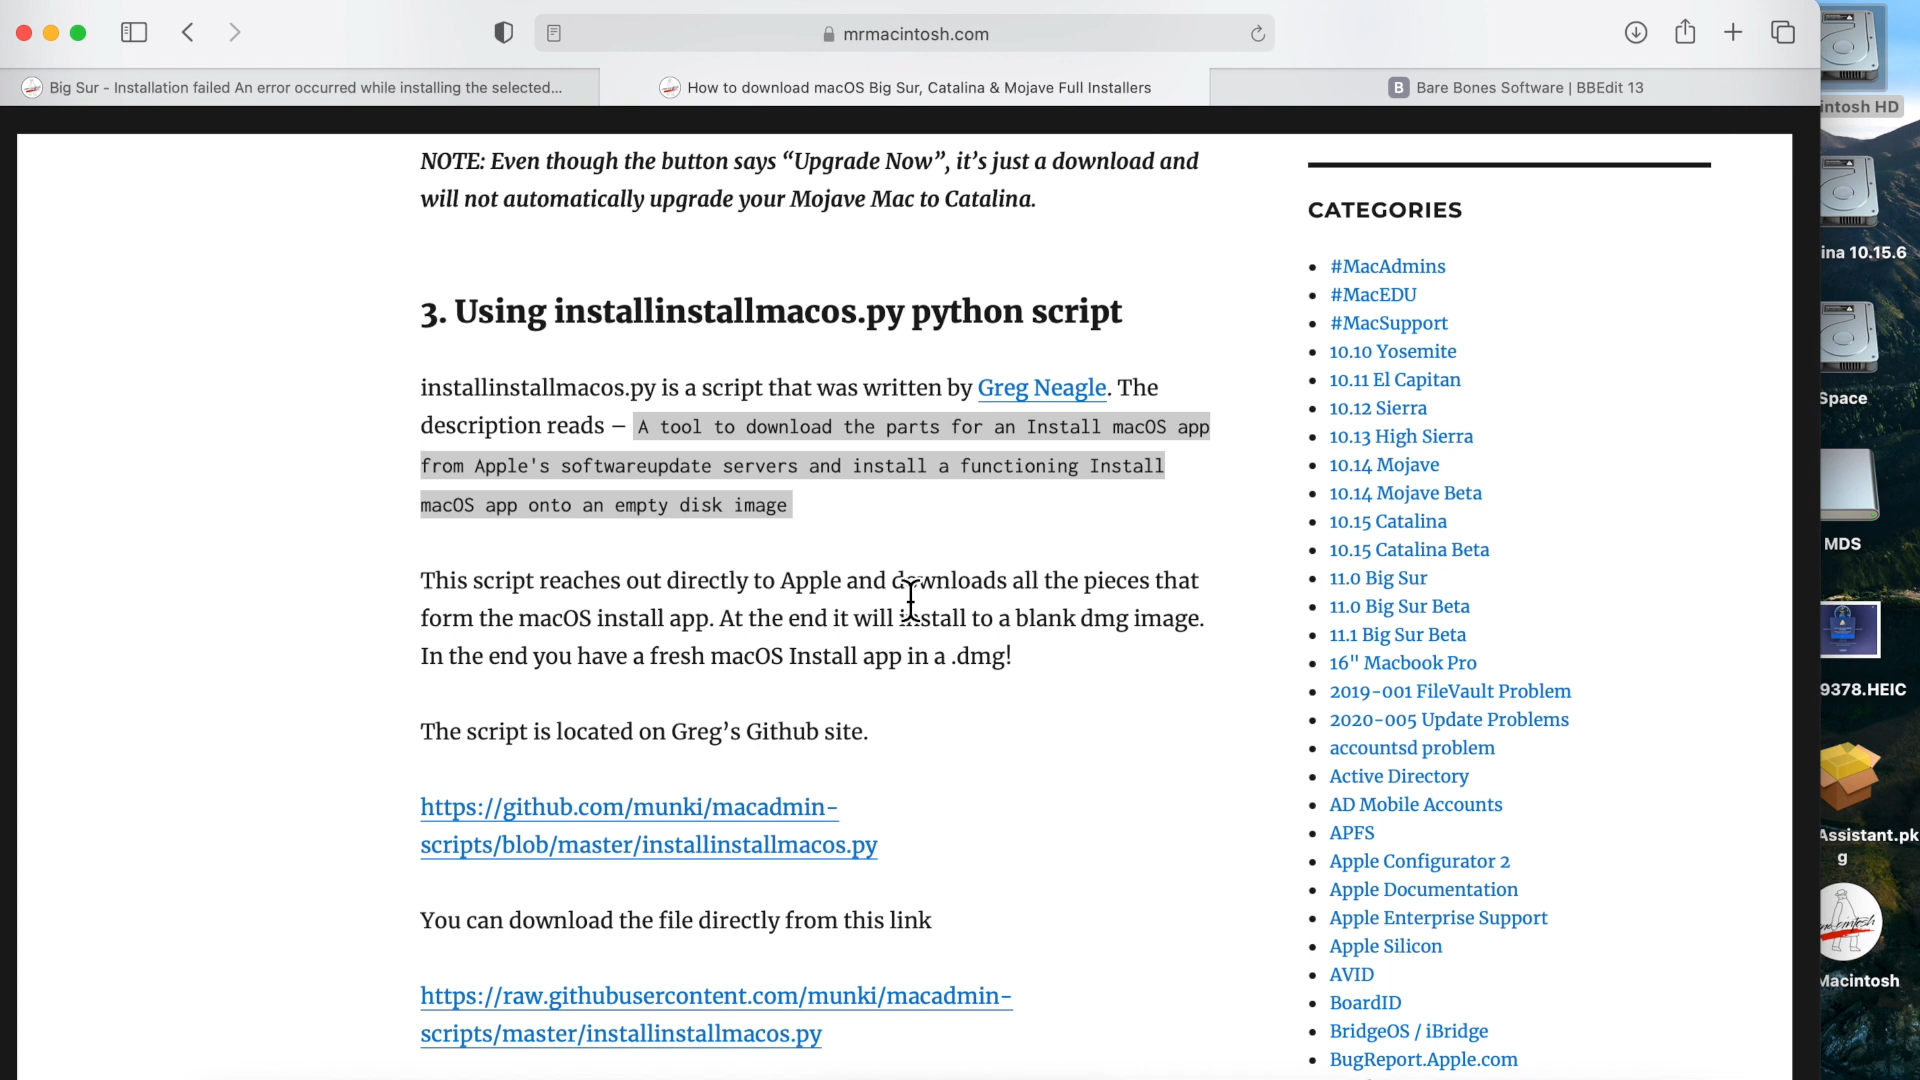 mrmacintosh.com
Big Sur - Installation failed An error occurred while installing the selected...
How to download macOS Big Sur, Catalina & Mojave Full Installers
B Bare Bones Software | BBEdit 13
NOTE: Even though the button says “Upgrade Now”, it’s just a download and
will not automatically upgrade your Mojave Mac to Catalina.
3. Using installinstallmacos.py python script
installinstallmacos.py is a script that was written by Greg Neagle. The
description reads – A tool to download the parts for an Install macOS app
from Apple's softwareupdate servers and install a functioning Install
macOS app onto an empty disk image
This script reaches out directly to Apple and downloads all the pieces that
form the macOS install app. At the end it will install to a blank dmg image.
In the end you have a fresh macOS Install app in a .dmg!
The script is located on Greg’s Github site.
https://github.com/munki/macadmin-
scripts/blob/master/installinstallmacos.py
You can download the file directly from this link
https://raw.githubusercontent.com/munki/macadmin-
scripts/master/installinstallmacos.py
CATEGORIES
#MacAdmins
#MacEDU
#MacSupport
10.10 Yosemite
10.11 El Capitan
10.12 Sierra
10.13 High Sierra
10.14 Mojave
10.14 Mojave Beta
10.15 Catalina
10.15 Catalina Beta
11.0 Big Sur
11.0 Big Sur Beta
11.1 Big Sur Beta
16" Macbook Pro
2019-001 FileVault Problem
2020-005 Update Problems
accountsd problem
Active Directory
AD Mobile Accounts
APFS
Apple Configurator 2
Apple Documentation
Apple Enterprise Support
Apple Silicon
AVID
BoardID
BridgeOS / iBridge
BugReport.Apple.com
intosh HD
ina 10.15.6
Space
MDS
9378.HEIC
Assistant.pk
g
Macintosh